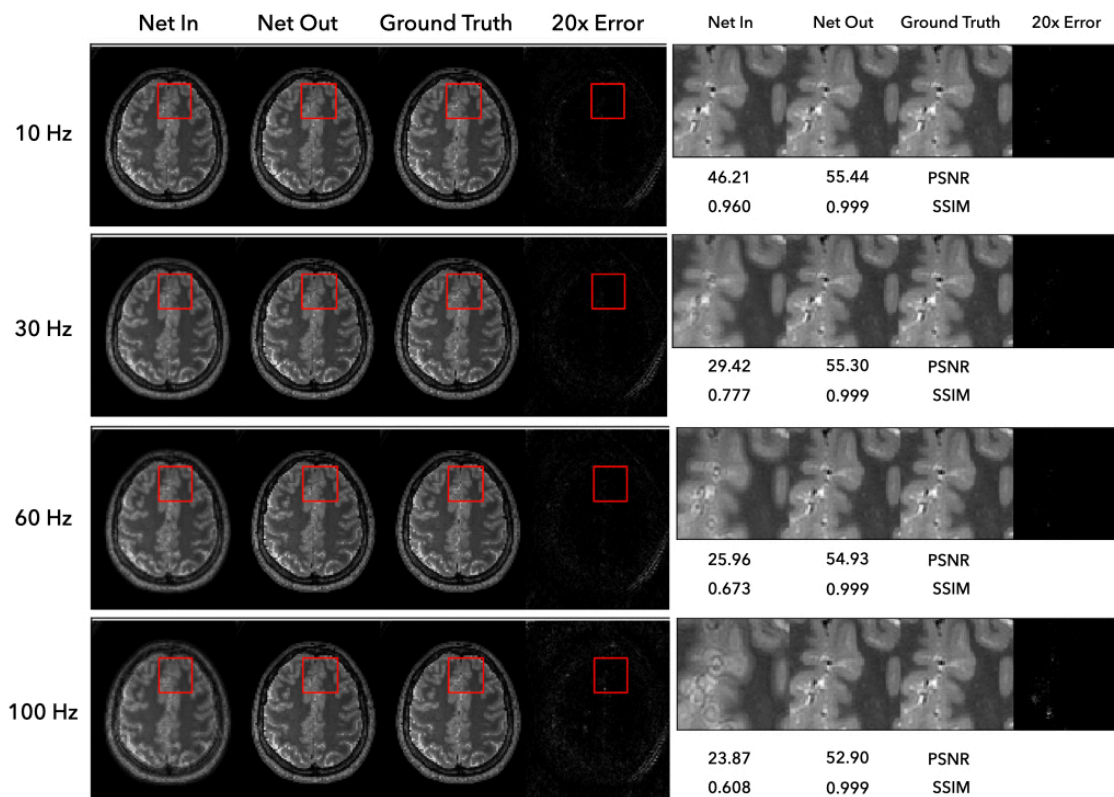 Net In Net Out Ground Truth 20x Error Net In Net Out Ground Truth 20x Error
10 Hz
46.21 55.44 PSNR
0.960 0.999 SSIM
30 Hz
29.42 55.30 PSNR
0.777 0.999 SSIM
60 Hz
25.96 54.93 PSNR
0.673 0.999 SSIM
100 Hz
23.87 52.90 PSNR
0.608 0.999 SSIM